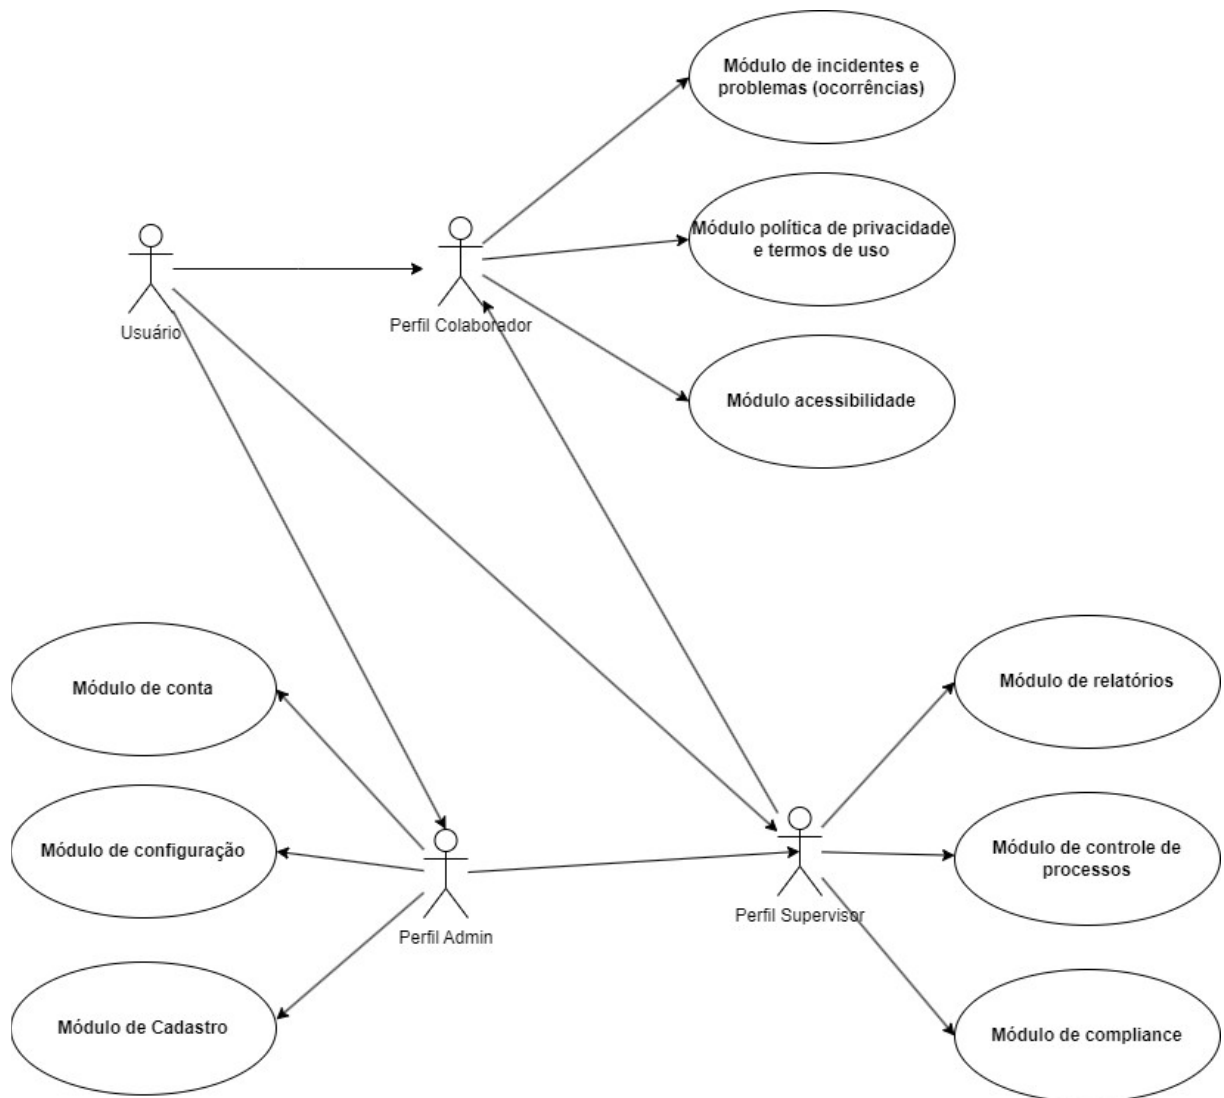 Módulo de incidentes e
problemas (ocorrências)
Módulo política de privacidade
e termos de uso
Usuário
Perfil Colaborador
Módulo acessibilidade
Módulo de conta
Módulo de relatórios
Módulo de configuração
Módulo de controle de
processos
Perfil Admin
Perfil Supervisor
Módulo de Cadastro
Módulo de compliance